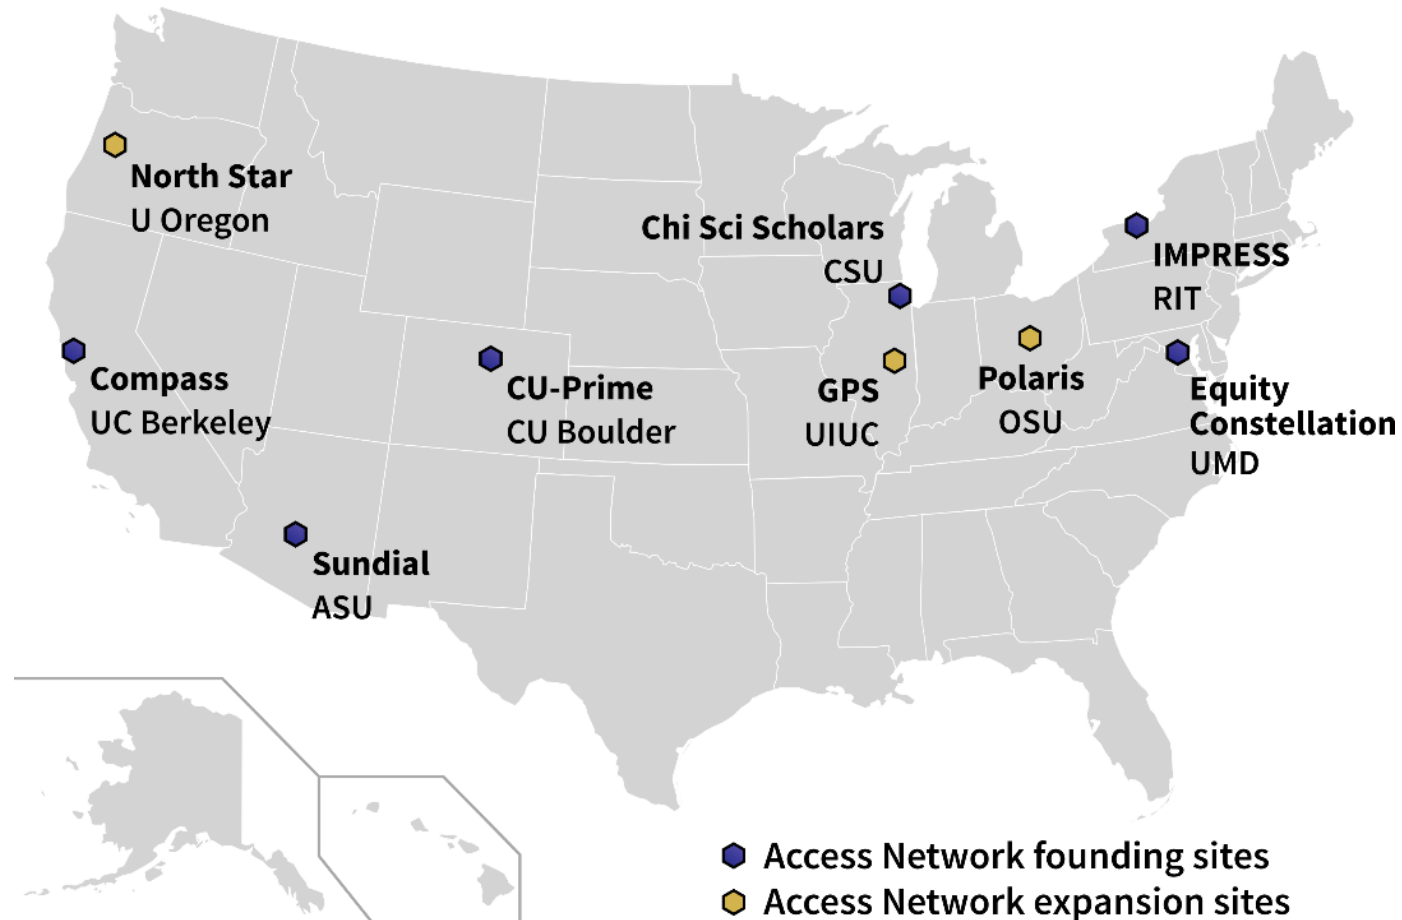 North Star
U Oregon
Chi Sci Scholars
CSU
IMPRESS
RIT
Compass
UC Berkeley
CU-Prime
CU Boulder
GPS
UIUC
Polaris
OSU
Equity
Constellation
UMD
Sundial
ASU
Access Network founding sites
Access Network expansion sites